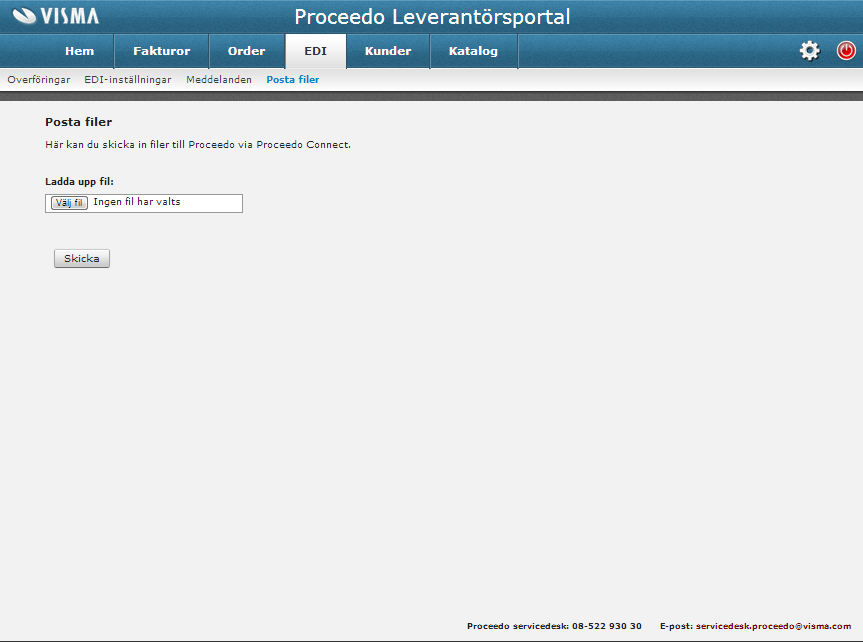 VISMA
Proceedo Leverantörsportal
Hem Fakturor Order EDI Kunder Katalog
Overföringar EDI-inställningar Meddelanden Posta filer
Posta filer
Här kan du skicka in filer till Proceedo via Proceedo Connect.
Ladda upp fil:
Välj fil Ingen fil har valts
Skicka
Proceedo servicedesk: 08-522 930 30 E-post: servicedesk.proceedo@visma.com